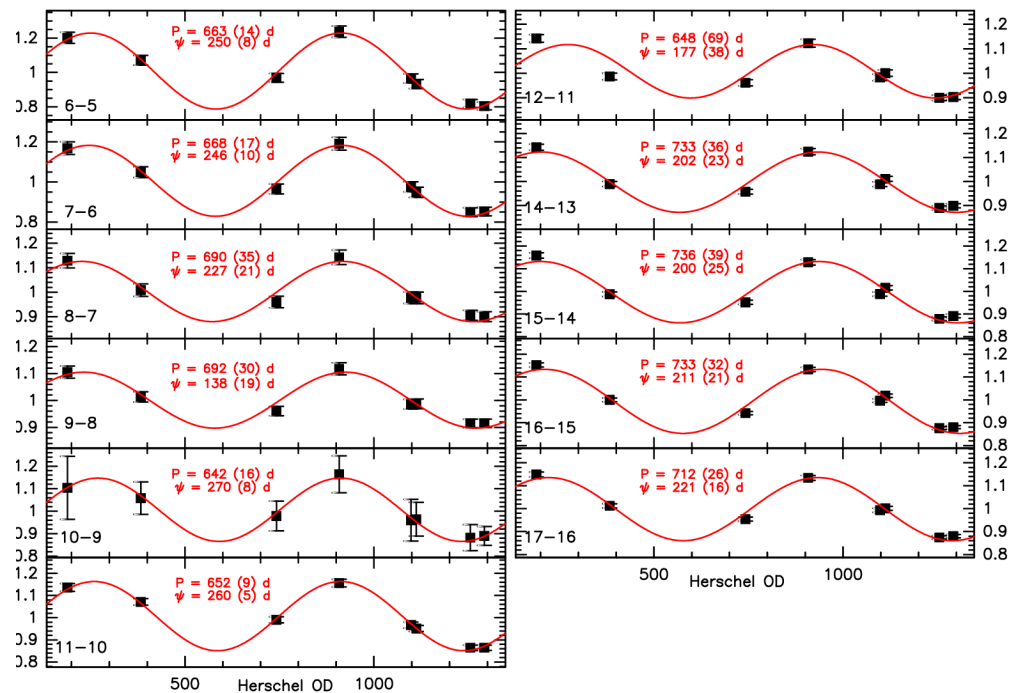 1.2
P = 663 (14) d
ψ = 250 (8) d
1
0.8
6−5
1.2
P = 668 (17) d
ψ = 246 (10) d
1
0.8
7−6
1.2
P = 690 (35) d
ψ = 227 (21) d
1.1
1
0.9
8−7
1.2
P = 692 (30) d
ψ = 138 (19) d
1.1
1
0.9
9−8
1.2
P = 642 (16) d
ψ = 270 (8) d
1.1
1
0.9
10−9
0.8
1.2
P = 652 (9) d
ψ = 260 (5) d
1.1
1
0.9
11−10
0.8
500
Herschel OD
1000
1.2
P = 648 (69) d
ψ = 177 (38) d
1.1
1
12−11
0.9
1.2
P = 733 (36) d
ψ = 202 (23) d
1.1
1
14−13
0.9
1.2
P = 736 (39) d
ψ = 200 (25) d
1.1
1
15−14
0.9
0.8
1.2
P = 733 (32) d
ψ = 211 (21) d
1.1
1
16−15
0.9
0.8
1.2
P = 712 (26) d
ψ = 221 (16) d
1.1
1
17−16
0.9
0.8
500
Herschel OD
1000